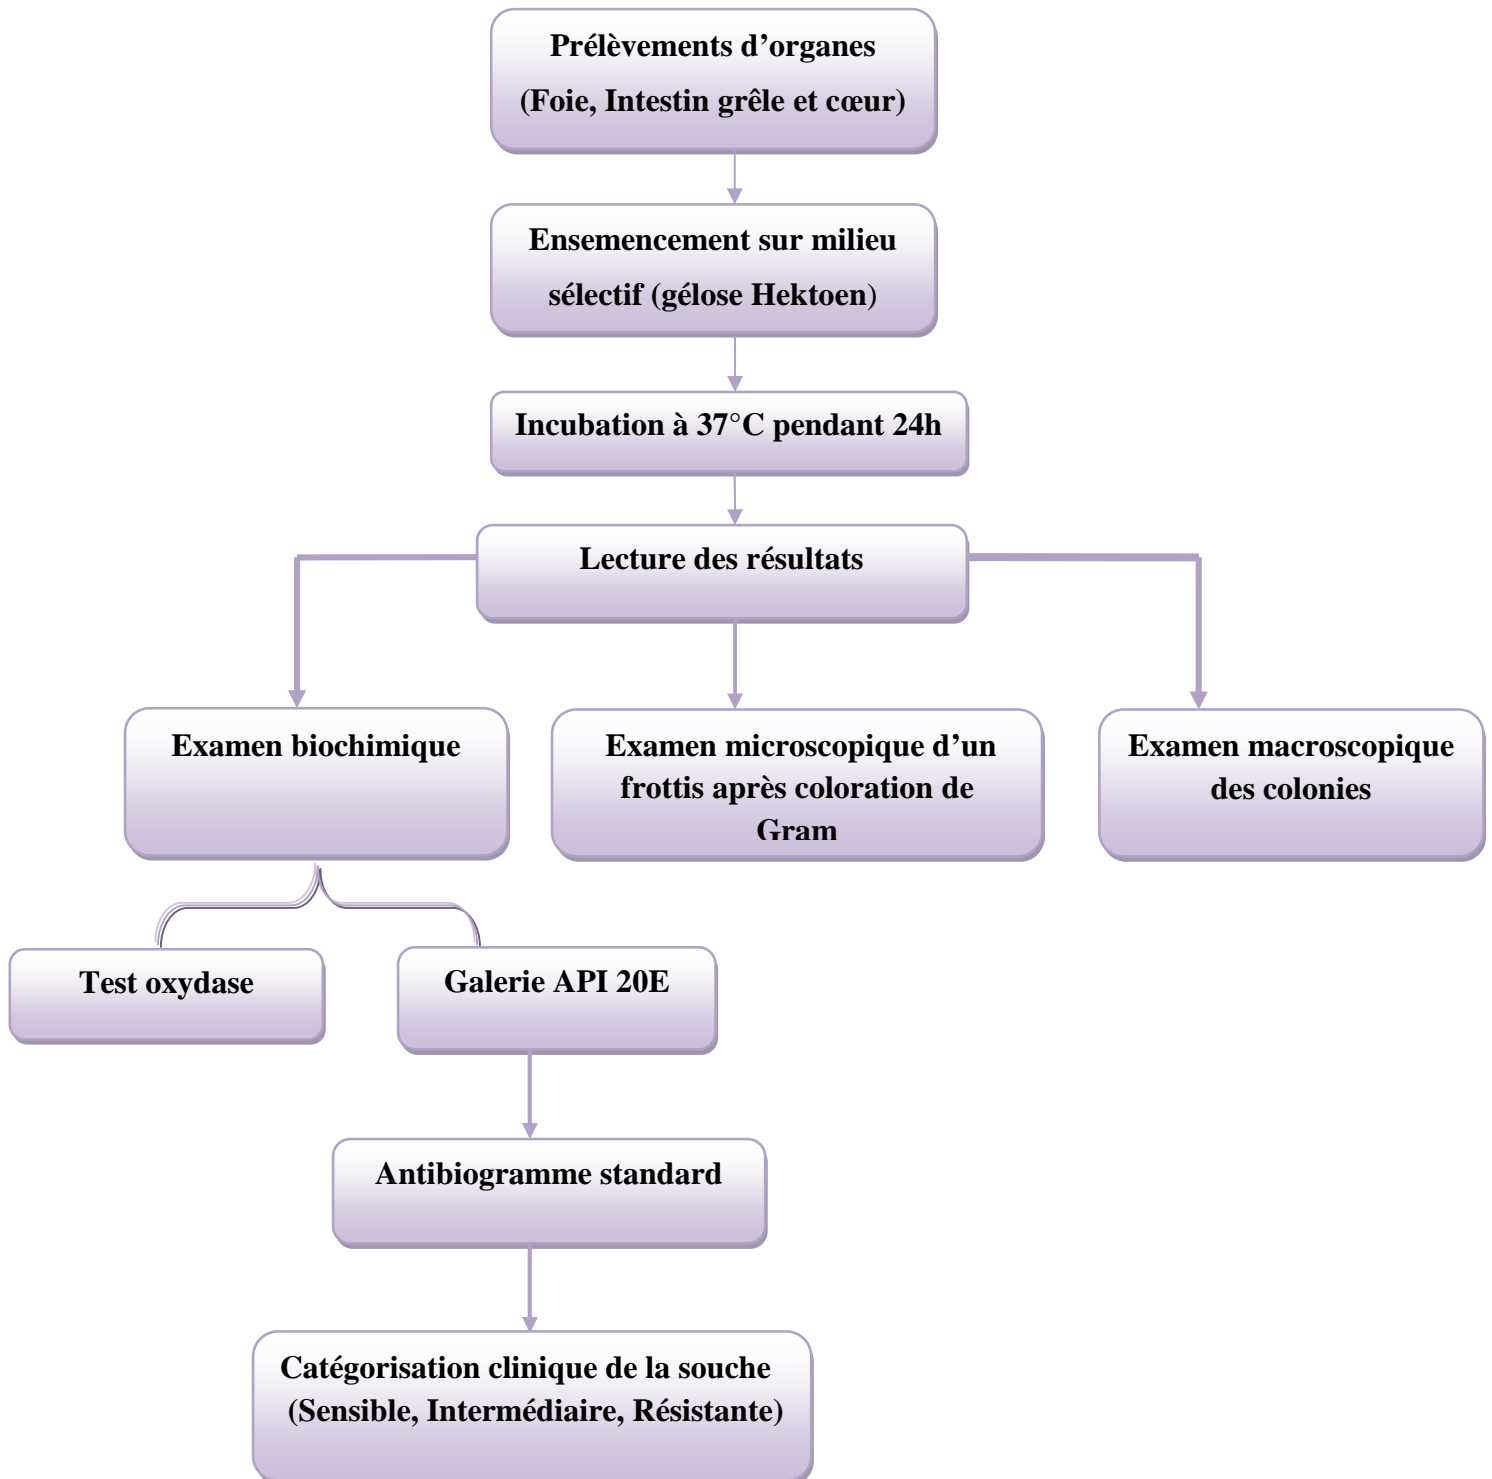 Prélèvements d’organes
(Foie, Intestin grêle et cœur)
Ensemencement sur milieu
sélectif (gélose Hektoen)
Incubation à 37°C pendant 24h
Lecture des résultats
Examen biochimique
Examen microscopique d’un
frottis après coloration de
Gram
Examen macroscopique
des colonies
Test oxydase
Galerie API 20E
Antibiogramme standard
Catégorisation clinique de la souche
(Sensible, Intermédiaire, Résistante)